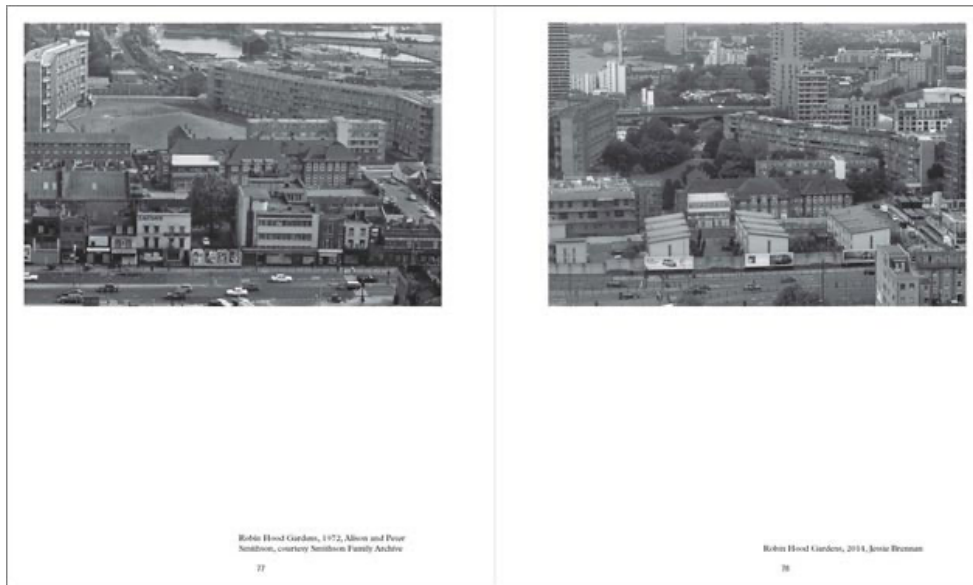 Robin Hood Gardens, 1972, Alison and Peter
Smithson, courtesy Smithson Family Archive
77
Robin Hood Gardens, 2014, Jessie Brennan
78